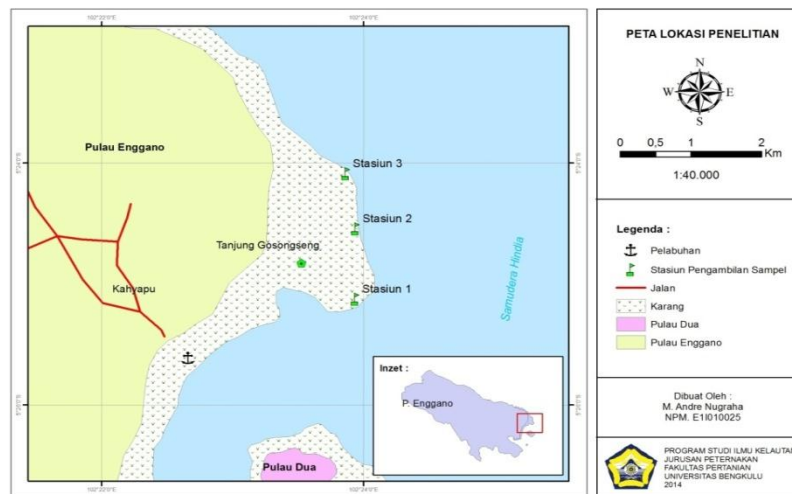 PETA LOKASI PENELITIAN
N
W E
S
0 0,5 1 2
Km
1:40.000
Legenda :
Pelabuhan
Stasiun Pengambilan Sampel
Jalan
Karang
Pulau Dua
Pulau Enggano
Dibuat Oleh :
M. Andre Nugraha
NPM. E1I010025
PROGRAM STUDI ILMU KELAUTAN
JURUSAN PETERNAKAN
FAKULTAS PERTANIAN
UNIVERSITAS BENGKULU
2014
Pulau Enggano
Stasiun 3
Stasiun 2
Tanjung Gosongseng
Kahyapu
Stasiun 1
Samudera Hindia
Inzet :
P. Enggano
Pulau Dua